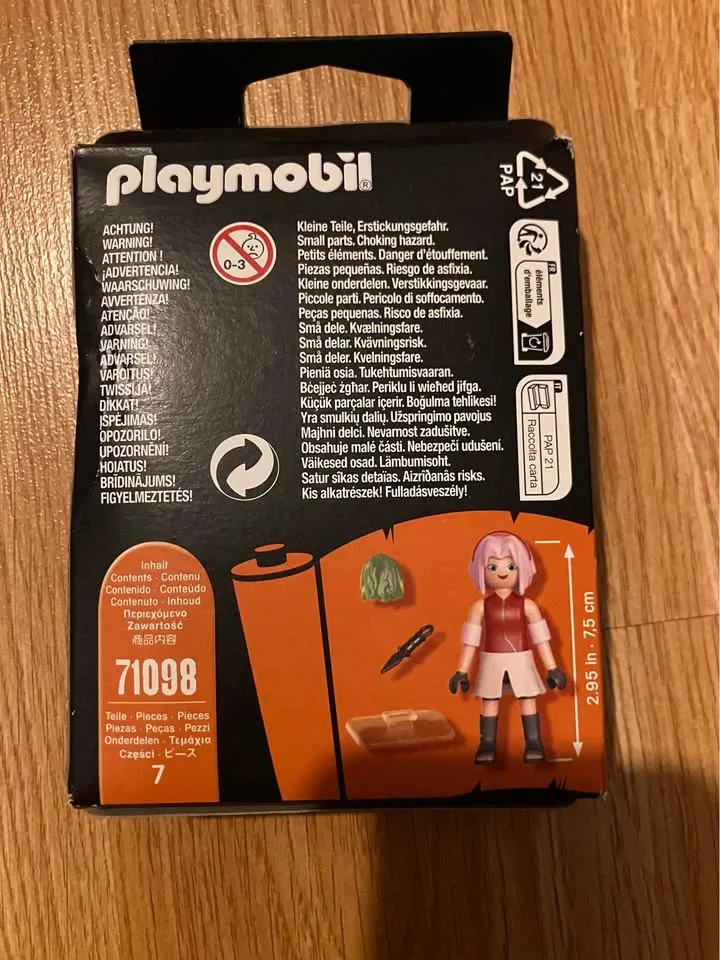 playmobil®
21
PAP
ACHTUNG!
WARNING!
ATTENTION !
¡ADVERTENCIA!
WAARSCHUWING!
AVVERTENZA!
ATENÇÃO!
ADVARSEL!
VARNING!
ADVARSEL!
VAROITUS!
TWISSIJA!
DİKKAT!
ĮSPĖJIMAS!
OPOZORILO!
UPOZORNĚNÍ!
HOIATUS!
BRĪDINĀJUMS!
FIGYELMEZTETÉS!
0-3
Kleine Teile, Erstickungsgefahr.
Small parts. Choking hazard.
Petits éléments. Danger d'étouffement.
Piezas pequeñas. Riesgo de asfixia.
Kleine onderdelen. Verstikkingsgevaar.
Piccole parti. Pericolo di soffocamento.
Peças pequenas. Risco de asfixia.
Små dele. Kvælningsfare.
Små delar. Kvävningsrisk.
Små deler. Kvelningsfare.
Pieniä osia. Tukehtumisvaaran.
Bċejjeċ żgħar. Periklu li wieħed jifga.
Küçük parçalar içerir. Boğulma tehlikesi!
Yra smulkių dalių. Užspringimo pavojus
Majhni delci. Nevarnost zadušitve.
Obsahuje malé části. Nebezpečí udušení.
Väikesed osad. Lämbumisoht.
Satur sīkas detaļas. Aizrīšanās risks.
Kis alkatrészek! Fulladásveszély!
FR
éléments
d'emballage
IT
PAP 21
Raccolta carta
Inhalt
Contents · Contenu
Contenido · Conteúdo
Contenuto · Inhoud
Περιεχόμενο
Zawartość
商品内容
71098
Teile · Pieces · Pièces
Piezas · Peças · Pezzi
Onderdelen · Τεμάχια
Części · ピース
7
2.95 in · 7,5 cm